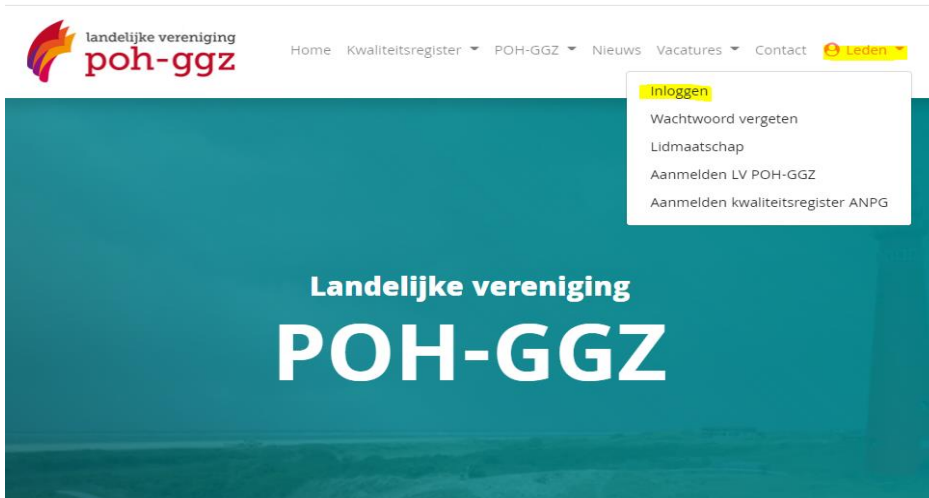 landelijke vereniging
poh-ggz
Home Kwaliteitsregister POH-GGZ Nieuws Vacatures Contact Leden
Inloggen
Wachtwoord vergeten
Lidmaatschap
Aanmelden LV POH-GGZ
Aanmelden kwaliteitsregister ANPG
Landelijke vereniging
POH-GGZ